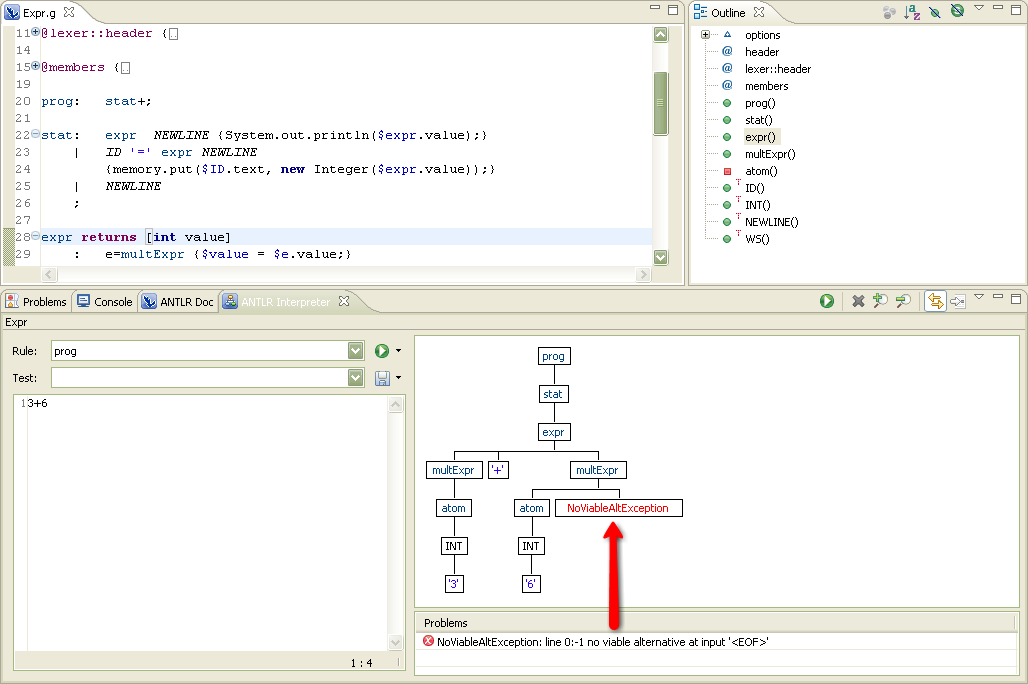 Expr.g
11 @lexer::header {
14
15 @members {
19
20 prog:   stat+;
21
22 stat:   expr  NEWLINE {System.out.println($expr.value);}
23     |   ID '=' expr NEWLINE
24         {memory.put($ID.text, new Integer($expr.value));}
25     |   NEWLINE
26     ;
27
28 expr returns [int value]
29     :   e=multExpr {$value = $e.value;}
Outline
options
header
lexer::header
members
prog()
stat()
expr()
multExpr()
atom()
ID()
INT()
NEWLINE()
WS()
Problems Console ANTLR Doc ANTLR Interpreter
Expr
Rule: prog
Test:
1 3+6
1 : 4
prog
stat
expr
multExpr '+' multExpr
atom atom NoViableAltException
INT INT
'3' '6'
Problems
NoViableAltException: line 0:-1 no viable alternative at input '<EOF>'